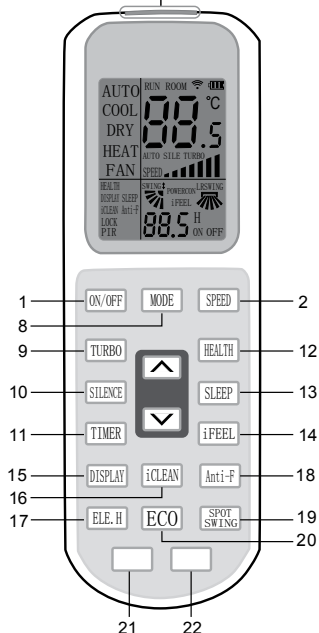 AUTO RUN ROOM
COOL 88.5 °C
DRY
HEAT AUTO SILE TURBO
FAN SPEED
HEALTH SWING LRSWING
DISPLAY SLEEP POWERCON
iCLEAN Anti-F iFEEL
LOCK 88.5 H
PIR ON OFF
1 ON/OFF MODE SPEED 2
8
9 TURBO HEALTH 12
10 SILENCE SLEEP 13
11 TIMER iFEEL 14
15 DISPLAY iCLEAN Anti-F 18
16
17 ELE.H ECO SPOT SWING 19
20
21 22